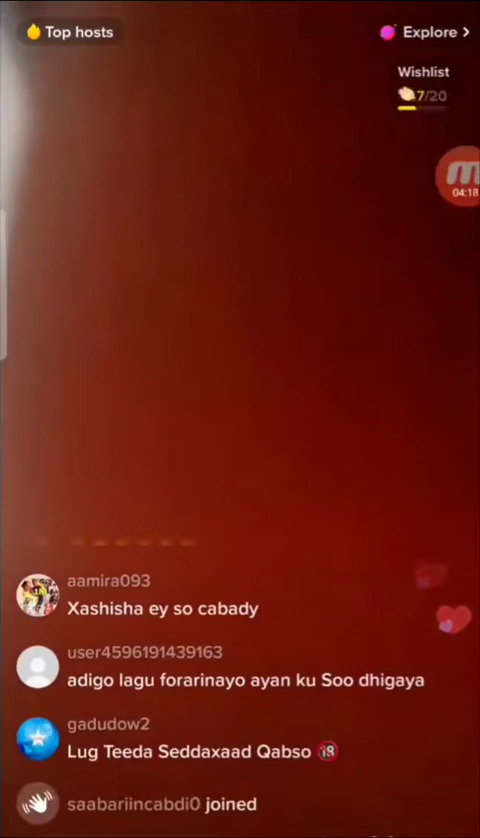 Top hosts
Explore >
Wishlist
7/20
04:18
aamira093
Xashisha ey so cabady
user4596191439163
adigo lagu forarinayo ayan ku Soo dhigaya
gadudow2
Lug Teeda Seddaxaad Qabso 🔞
saabariincabdi0 joined